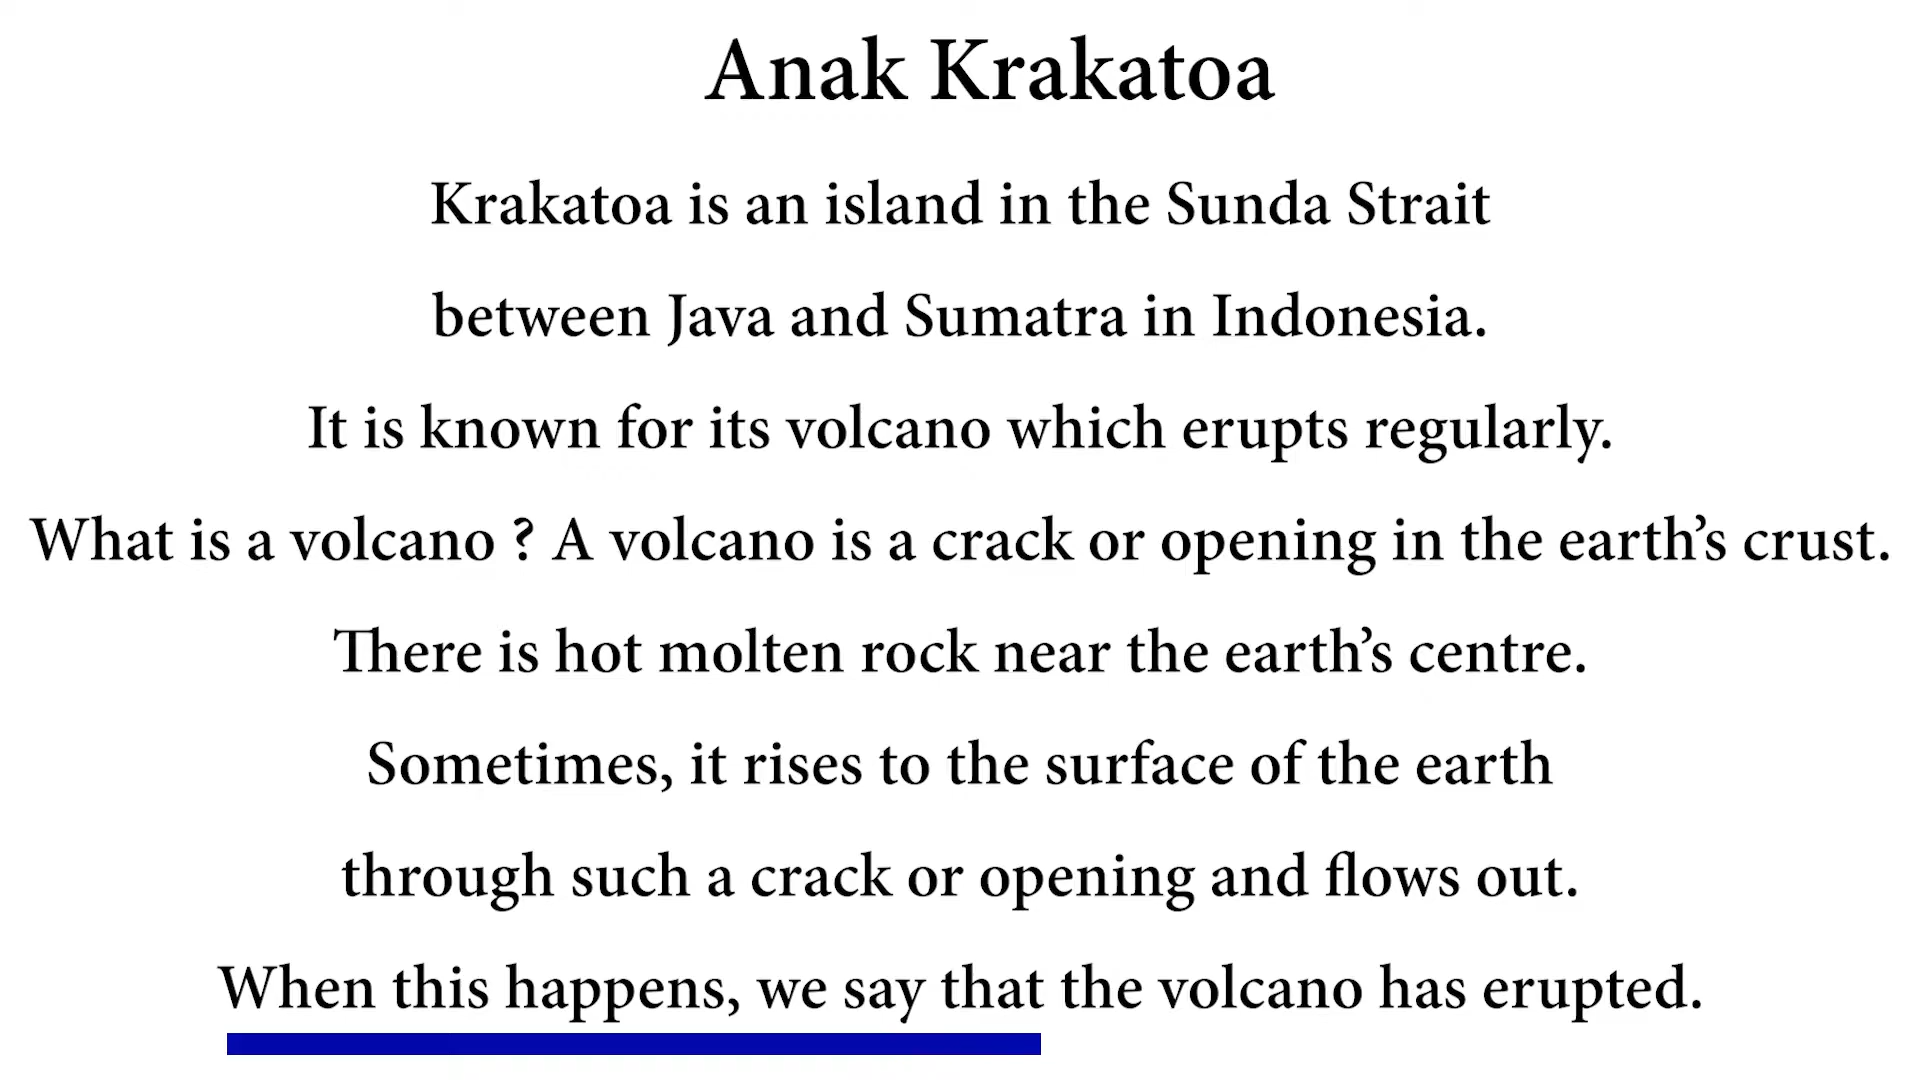 Anak Krakatoa
Krakatoa is an island in the Sunda Strait
between Java and Sumatra in Indonesia.
It is known for its volcano which erupts regularly.
What is a volcano ? A volcano is a crack or opening in the earth’s crust.
There is hot molten rock near the earth’s centre.
Sometimes, it rises to the surface of the earth
through such a crack or opening and flows out.
When this happens, we say that the volcano has erupted.